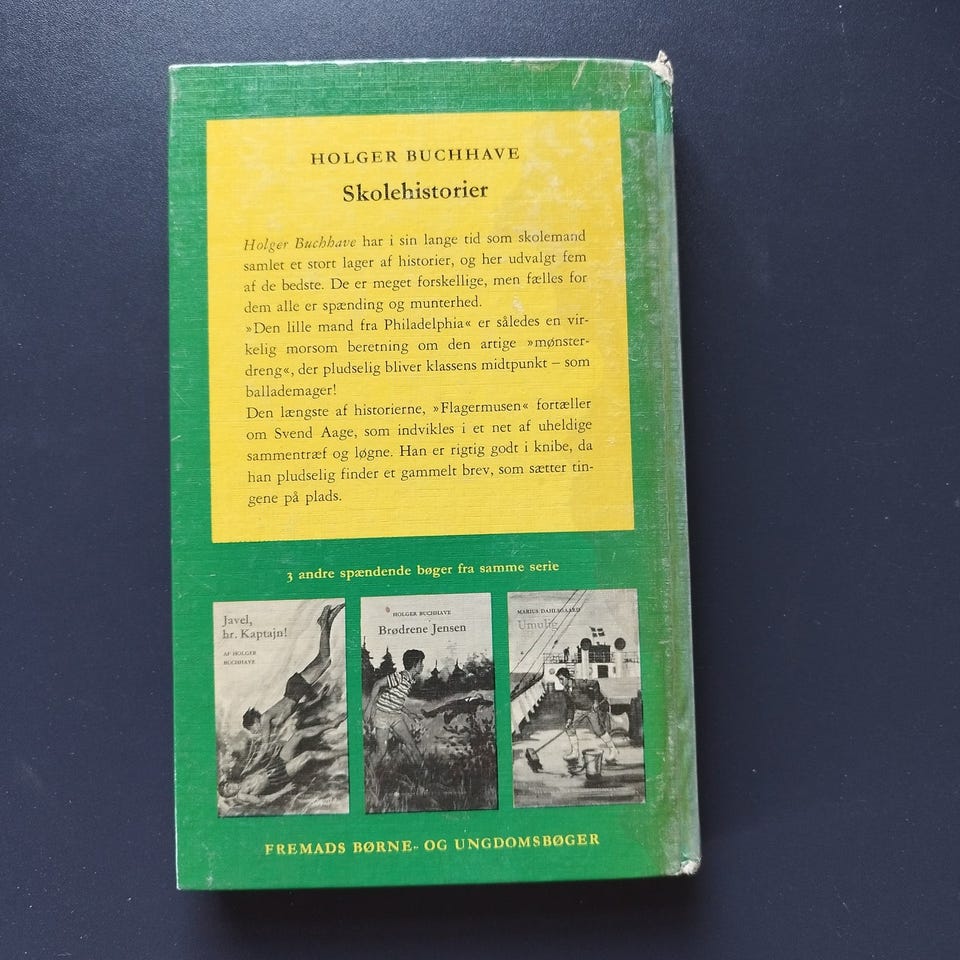 HOLGER BUCHHAVE
Skolehistorier
Holger Buchhave har i sin lange tid som skolemand
samlet et stort lager af historier, og her udvalgt fem
af de bedste. De er meget forskellige, men fælles for
dem alle er spænding og munterhed.
»Den lille mand fra Philadelphia« er således en vir-
kelig morsom beretning om den artige »mønster-
dreng«, der pludselig bliver klassens midtpunkt – som
ballademager!
Den længste af historierne, »Flagermusen« fortæller
om Svend Aage, som indvikles i et net af uheldige
sammentræf og løgne. Han er rigtig godt i knibe, da
han pludselig finder et gammelt brev, som sætter tin-
gene på plads.
3 andre spændende bøger fra samme serie
Javel,
hr. Kaptajn!
AF HOLGER
BUCHHAVE
HOLGER BUCHHAVE
Brødrene Jensen
MARIUS DAHLSGAARD
Umulig
FREMADS BØRNE- OG UNGDOMSBØGER